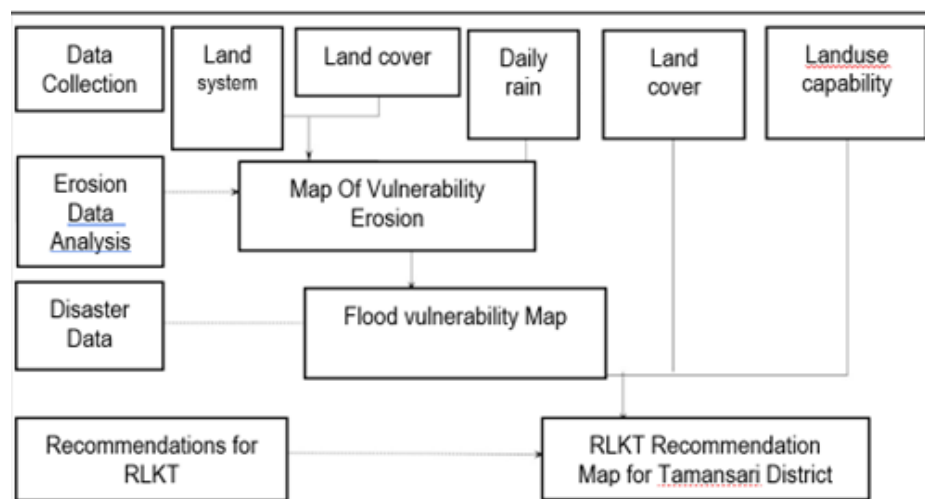 Data
Collection
Land
system
Land cover
Daily
rain
Land
cover
Landuse
capability
Erosion
Data
Analysis
Map Of Vulnerability
Erosion
Disaster
Data
Flood vulnerability Map
Recommendations for
RLKT
RLKT Recommendation
Map for Tamansari District